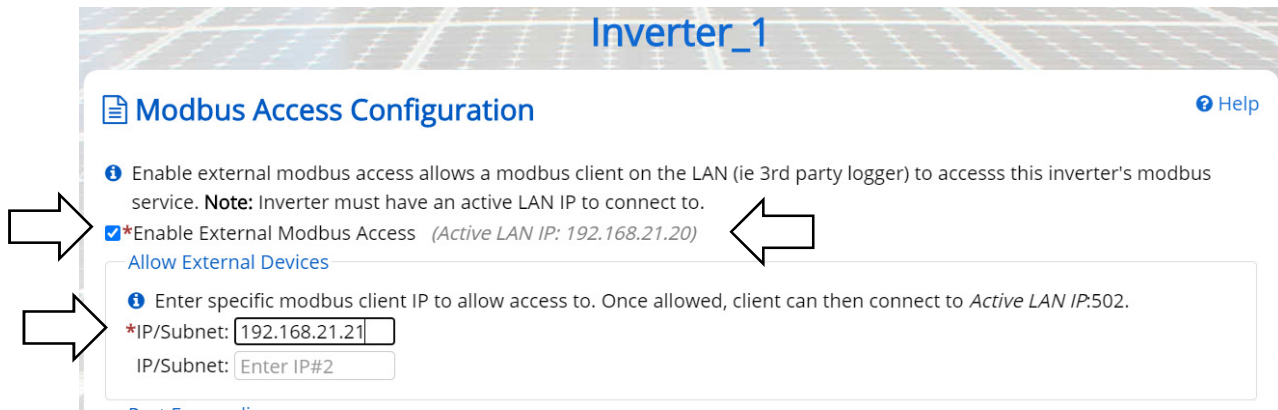 Inverter_1
Modbus Access Configuration
Help
Enable external modbus access allows a modbus client on the LAN (ie 3rd party logger) to accesss this inverter's modbus
service. Note: Inverter must have an active LAN IP to connect to.
*Enable External Modbus Access (Active LAN IP: 192.168.21.20)
Allow External Devices
Enter specific modbus client IP to allow access to. Once allowed, client can then connect to Active LAN IP:502.
*IP/Subnet: 192.168.21.21
IP/Subnet: Enter IP#2